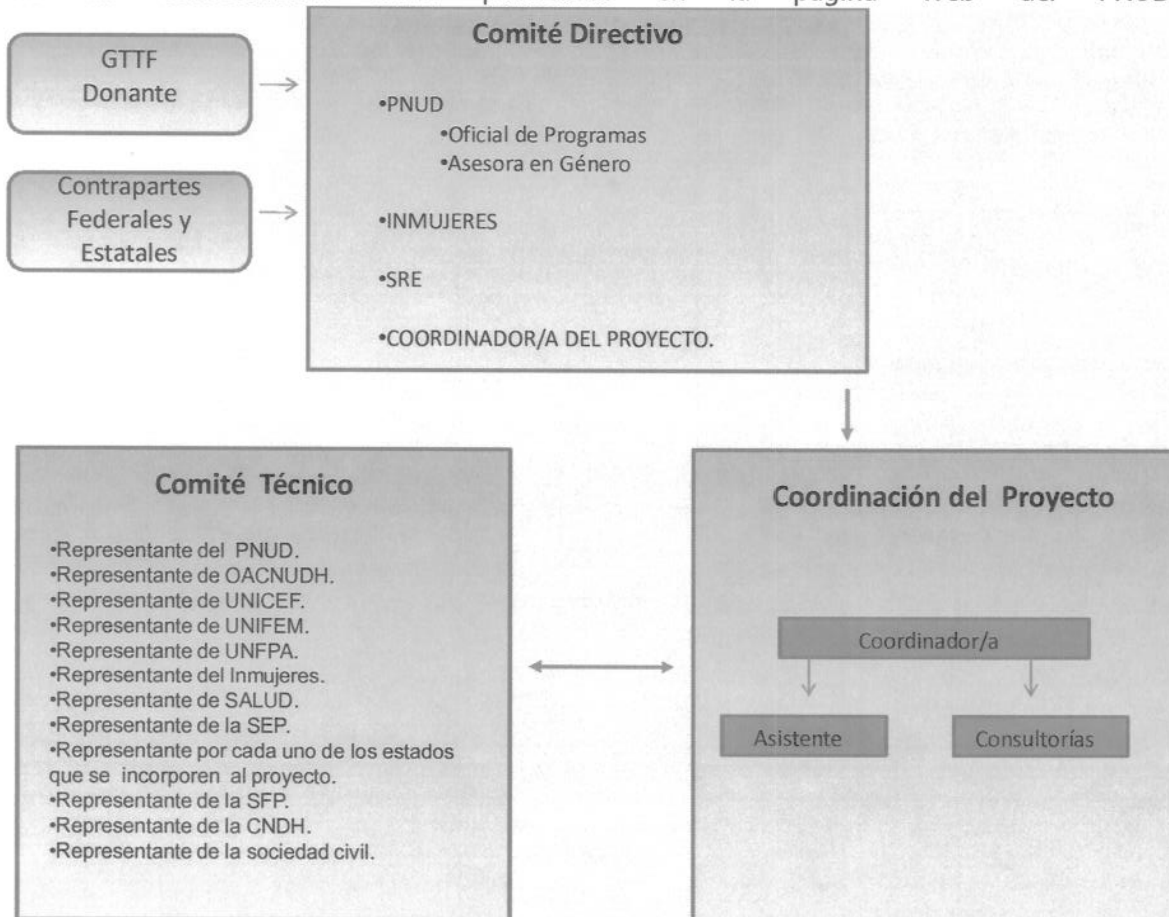 página Web del PNUD
GTTF
Donante
Contrapartes
Federales y
Estatales
Comité Directivo
•PNUD
•Oficial de Programas
•Asesora en Género
•INMUJERES
•SRE
•COORDINADOR/A DEL PROYECTO.
Comité Técnico
•Representante del PNUD.
•Representante de OACNUDH.
•Representante de UNICEF.
•Representante de UNIFEM.
•Representante de UNFPA.
•Representante del Inmujeres.
•Representante de SALUD.
•Representante de la SEP.
•Representante por cada uno de los estados
que se incorporen al proyecto.
•Representante de la SFP.
•Representante de la CNDH.
•Representante de la sociedad civil.
Coordinación del Proyecto
Coordinador/a
Asistente
Consultorías